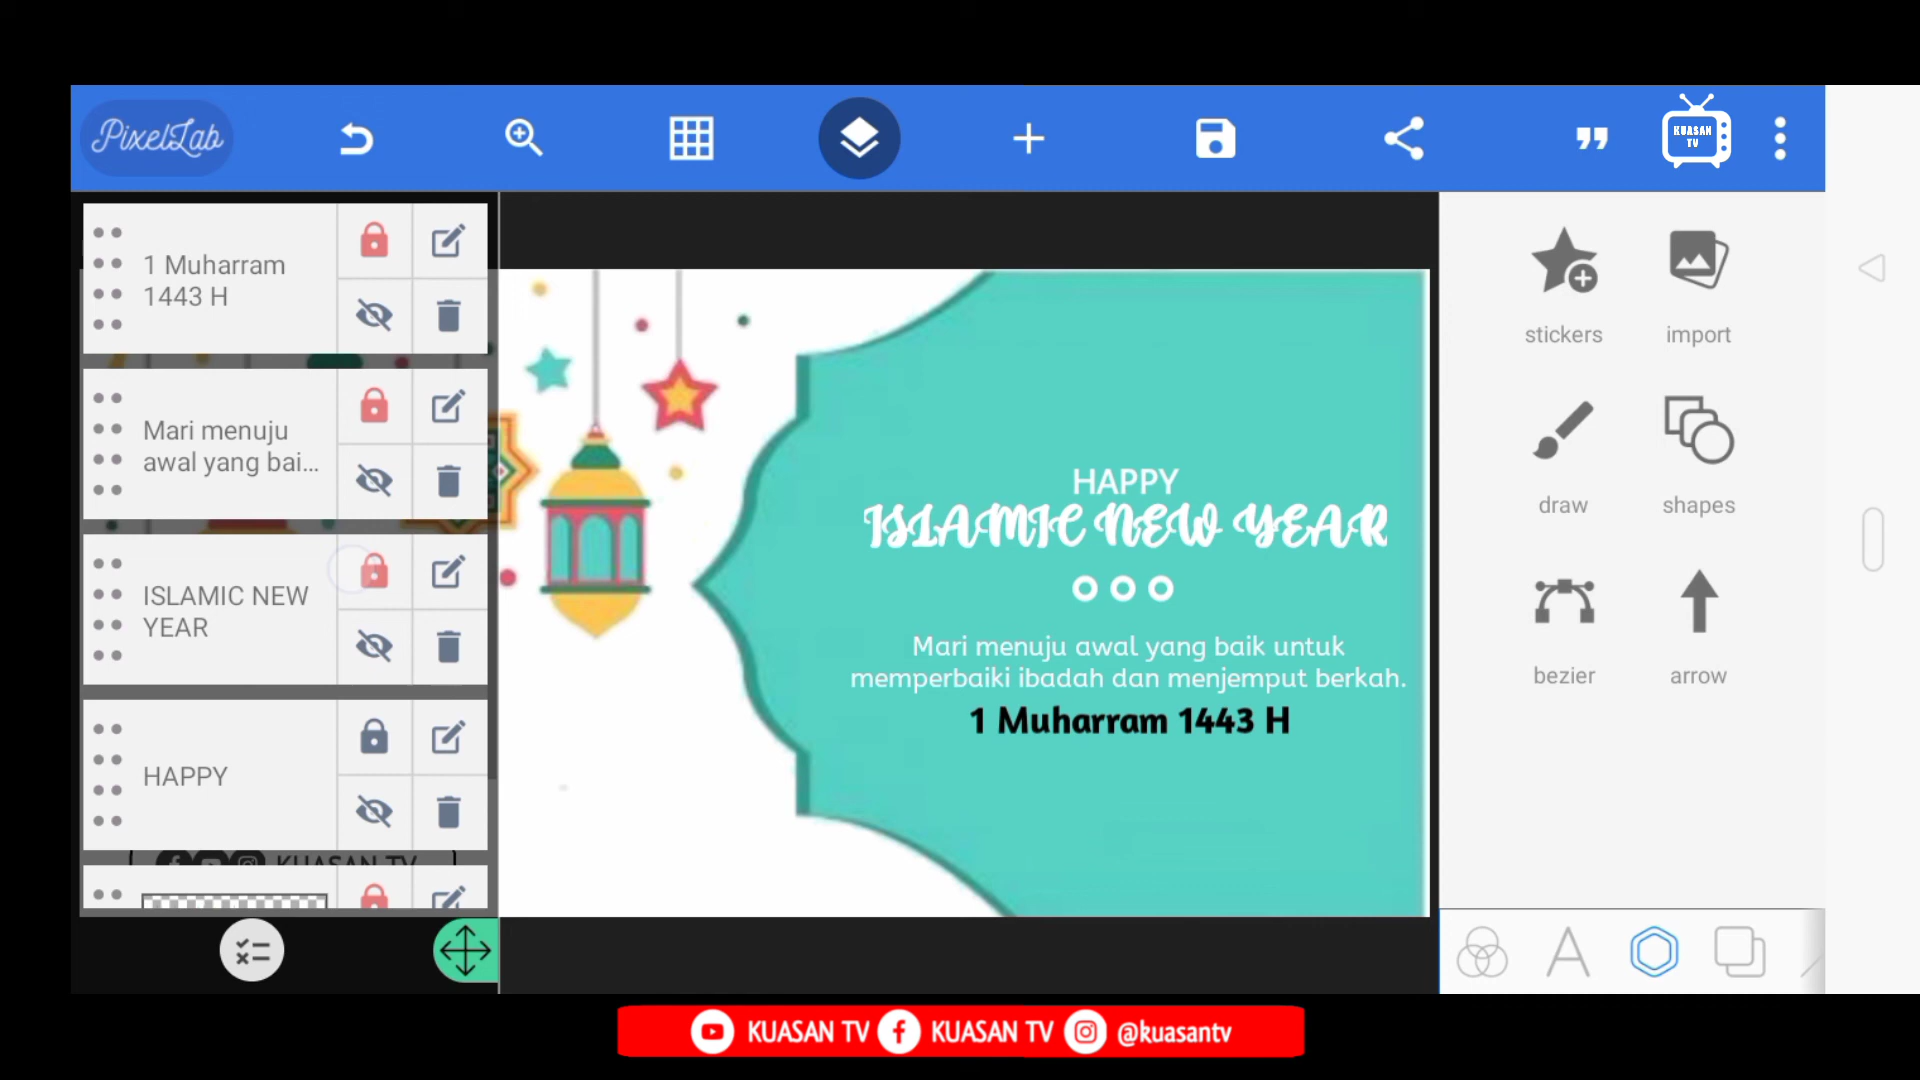 PixelLab
KUASAN
TV
1 Muharram
1443 H
Mari menuju
awal yang bai...
ISLAMIC NEW
YEAR
HAPPY
KUASAN TV
HAPPY
ISLAMIC NEW YEAR
Mari menuju awal yang baik untuk
memperbaiki ibadah dan menjemput berkah.
1 Muharram 1443 H
stickers
import
draw
shapes
bezier
arrow
KUASAN TV KUASAN TV @kuasantv